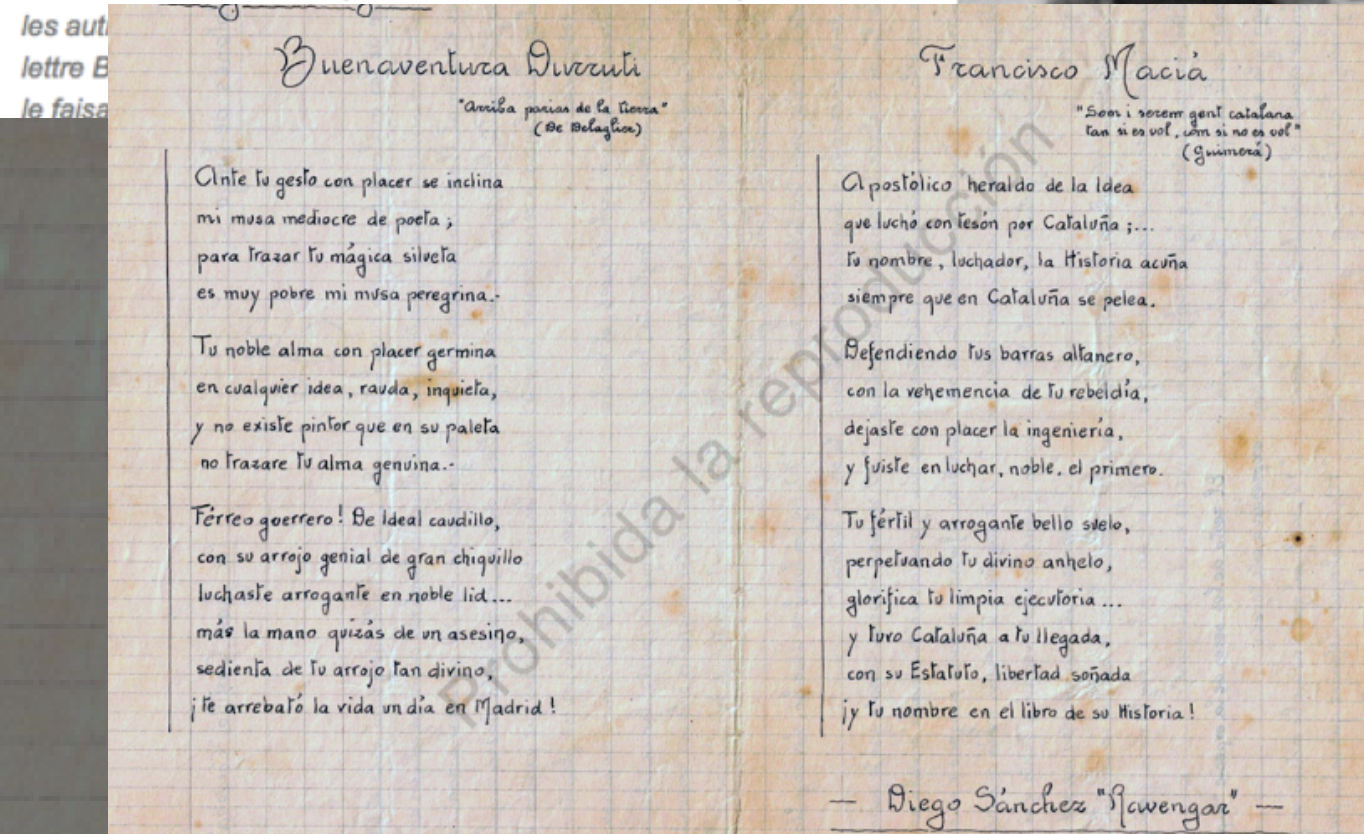 les aut
lettre B
le faisa
Buenaventura Durruti
"Arriba parias de la tierra"
(De Delaglise)
Ante tu gesto con placer se inclina
mi musa mediocre de poeta;
para trazar tu mágica silueta
es muy pobre mi musa peregrina.-
Tu noble alma con placer germina
en cualquier idea, rauda, inquieta,
y no existe pintor que en su paleta
no trazare tu alma genuina.-
Férreo guerrero! De Ideal caudillo,
con su arrojo genial de gran chiquillo
luchaste arrogante en noble lid...
más la mano quizás de un asesino,
sedienta de tu arrojo tan divino,
¡te arrebató la vida un día en Madrid!
Francisco Maciá
"Som i serem gent catalana
tan si es vol, com si no es vol"
(Guimerá)
Apostólico heraldo de la Idea
que luchó con tesón por Cataluña;...
tu nombre, luchador, la Historia acuña
siempre que en Cataluña se pelea.
Defendiendo tus barras altanero,
con la vehemencia de tu rebeldía,
dejaste con placer la ingeniería,
y fuiste en luchar, noble, el primero.
Tu fértil y arrogante bello suelo,
perpetuando tu divino anhelo,
glorifica tu limpia ejecutoria...
y tuvo Cataluña a tu llegada,
con su Estatuto, libertad soñada
¡y tu nombre en el libro de su Historia!
— Diego Sánchez "Rawengar" —
Prohibida la reproducción